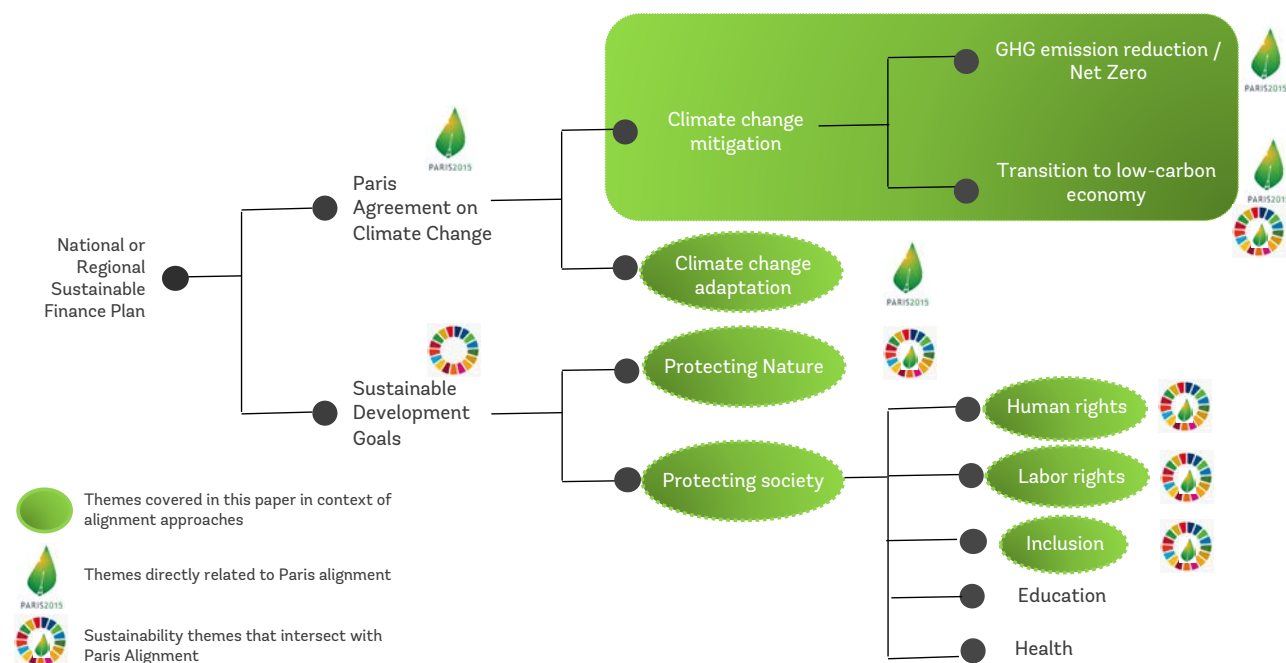 GHG emission reduction /
Net Zero
PARIS2015
Climate change
mitigation
PARIS2015
Transition to low-carbon
economy
PARIS2015
Paris
Agreement on
Climate Change
National or
Regional
Sustainable
Finance Plan
Climate change
adaptation
PARIS2015
Protecting Nature
Sustainable
Development
Goals
Human rights
Protecting society
Labor rights
Inclusion
Education
Health
Themes covered in this paper in context of
alignment approaches
Themes directly related to Paris alignment
PARIS2015
Sustainability themes that intersect with
Paris Alignment